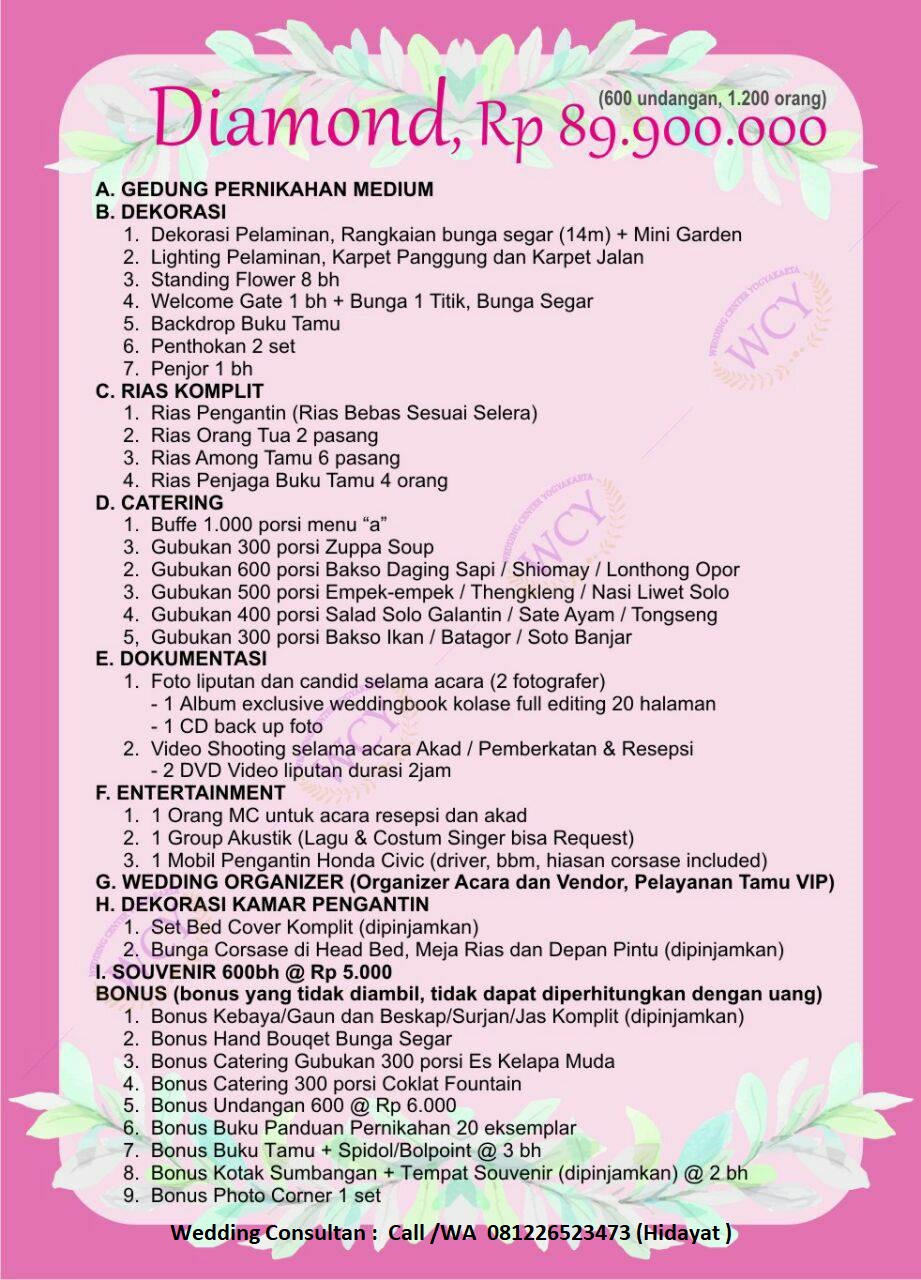 (600 undangan, 1.200 orang)
Diamond, Rp 89.900.000
A. GEDUNG PERNIKAHAN MEDIUM
B. DEKORASI
1. Dekorasi Pelaminan, Rangkaian bunga segar (14m) + Mini Garden
2. Lighting Pelaminan, Karpet Panggung dan Karpet Jalan
3. Standing Flower 8 bh
4. Welcome Gate 1 bh + Bunga 1 Titik, Bunga Segar
5. Backdrop Buku Tamu
6. Penthokan 2 set
7. Penjor 1 bh
C. RIAS KOMPLIT
1. Rias Pengantin (Rias Bebas Sesuai Selera)
2. Rias Orang Tua 2 pasang
3. Rias Among Tamu 6 pasang
4. Rias Penjaga Buku Tamu 4 orang
D. CATERING
1. Buffe 1.000 porsi menu “a”
3. Gubukan 300 porsi Zuppa Soup
2. Gubukan 600 porsi Bakso Daging Sapi / Shiomay / Lonthong Opor
3. Gubukan 500 porsi Empek-empek / Thengkleng / Nasi Liwet Solo
4. Gubukan 400 porsi Salad Solo Galantin / Sate Ayam / Tongseng
5, Gubukan 300 porsi Bakso Ikan / Batagor / Soto Banjar
E. DOKUMENTASI
1. Foto liputan dan candid selama acara (2 fotografer)
- 1 Album exclusive weddingbook kolase full editing 20 halaman
- 1 CD back up foto
2. Video Shooting selama acara Akad / Pemberkatan & Resepsi
- 2 DVD Video liputan durasi 2jam
F. ENTERTAINMENT
1. 1 Orang MC untuk acara resepsi dan akad
2. 1 Group Akustik (Lagu & Costum Singer bisa Request)
3. 1 Mobil Pengantin Honda Civic (driver, bbm, hiasan corsase included)
G. WEDDING ORGANIZER (Organizer Acara dan Vendor, Pelayanan Tamu VIP)
H. DEKORASI KAMAR PENGANTIN
1. Set Bed Cover Komplit (dipinjamkan)
2. Bunga Corsase di Head Bed, Meja Rias dan Depan Pintu (dipinjamkan)
I. SOUVENIR 600bh @ Rp 5.000
BONUS (bonus yang tidak diambil, tidak dapat diperhitungkan dengan uang)
1. Bonus Kebaya/Gaun dan Beskap/Surjan/Jas Komplit (dipinjamkan)
2. Bonus Hand Bouqet Bunga Segar
3. Bonus Catering Gubukan 300 porsi Es Kelapa Muda
4. Bonus Catering 300 porsi Coklat Fountain
5. Bonus Undangan 600 @ Rp 6.000
6. Bonus Buku Panduan Pernikahan 20 eksemplar
7. Bonus Buku Tamu + Spidol/Bolpoint @ 3 bh
8. Bonus Kotak Sumbangan + Tempat Souvenir (dipinjamkan) @ 2 bh
9. Bonus Photo Corner 1 set
Wedding Consultan : Call /WA 081226523473 (Hidayat )
WEDDING CENTER YOGYAKARTA
WCY
WEDDING CENTER YOGYAKARTA
WCY
WEDDING CENTER YOGYAKARTA
WCY
WEDDING CENTER YOGYAKARTA
WCY